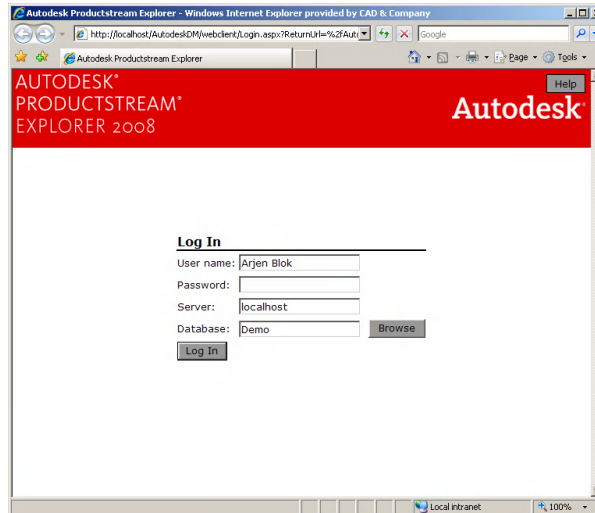 Autodesk Productstream Explorer - Windows Internet Explorer provided by CAD & Company
http://localhost/AutodeskDM/webclient/Login.aspx?ReturnUrl=%2fAut
Google
Autodesk Productstream Explorer
Page
Tools
Help
AUTODESK®
PRODUCTSTREAM®
EXPLORER 2008
Autodesk
Log In
User name: Arjen Blok
Password:
Server: localhost
Database: Demo Browse
Log In
Local intranet 100%